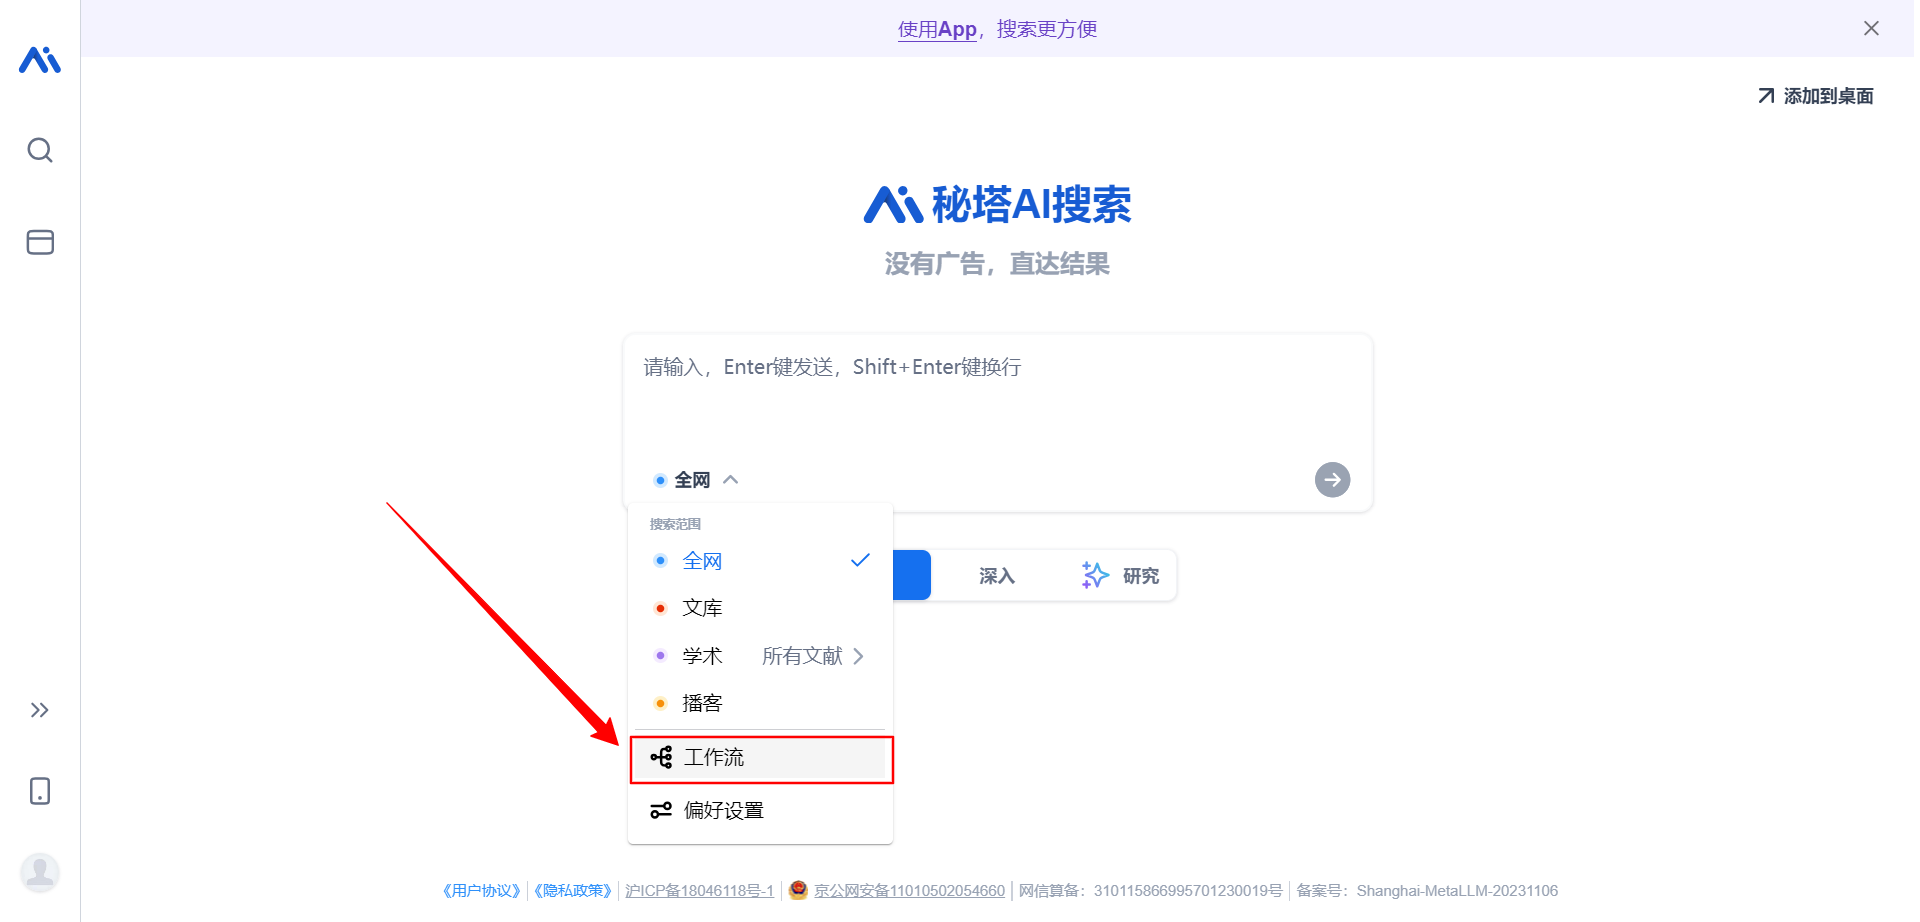 使用App，搜索更方便
添加到桌面
秘塔AI搜索
没有广告，直达结果
请输入，Enter键发送，Shift+Enter键换行
全网
搜索范围
全网
文库
学术 所有文献
播客
工作流
偏好设置
深入 研究
《用户协议》 《隐私政策》 沪ICP备18046118号-1 京公网安备11010502054660 网信算备：310115866995701230019号 备案号：Shanghai-MetaLLM-20231106